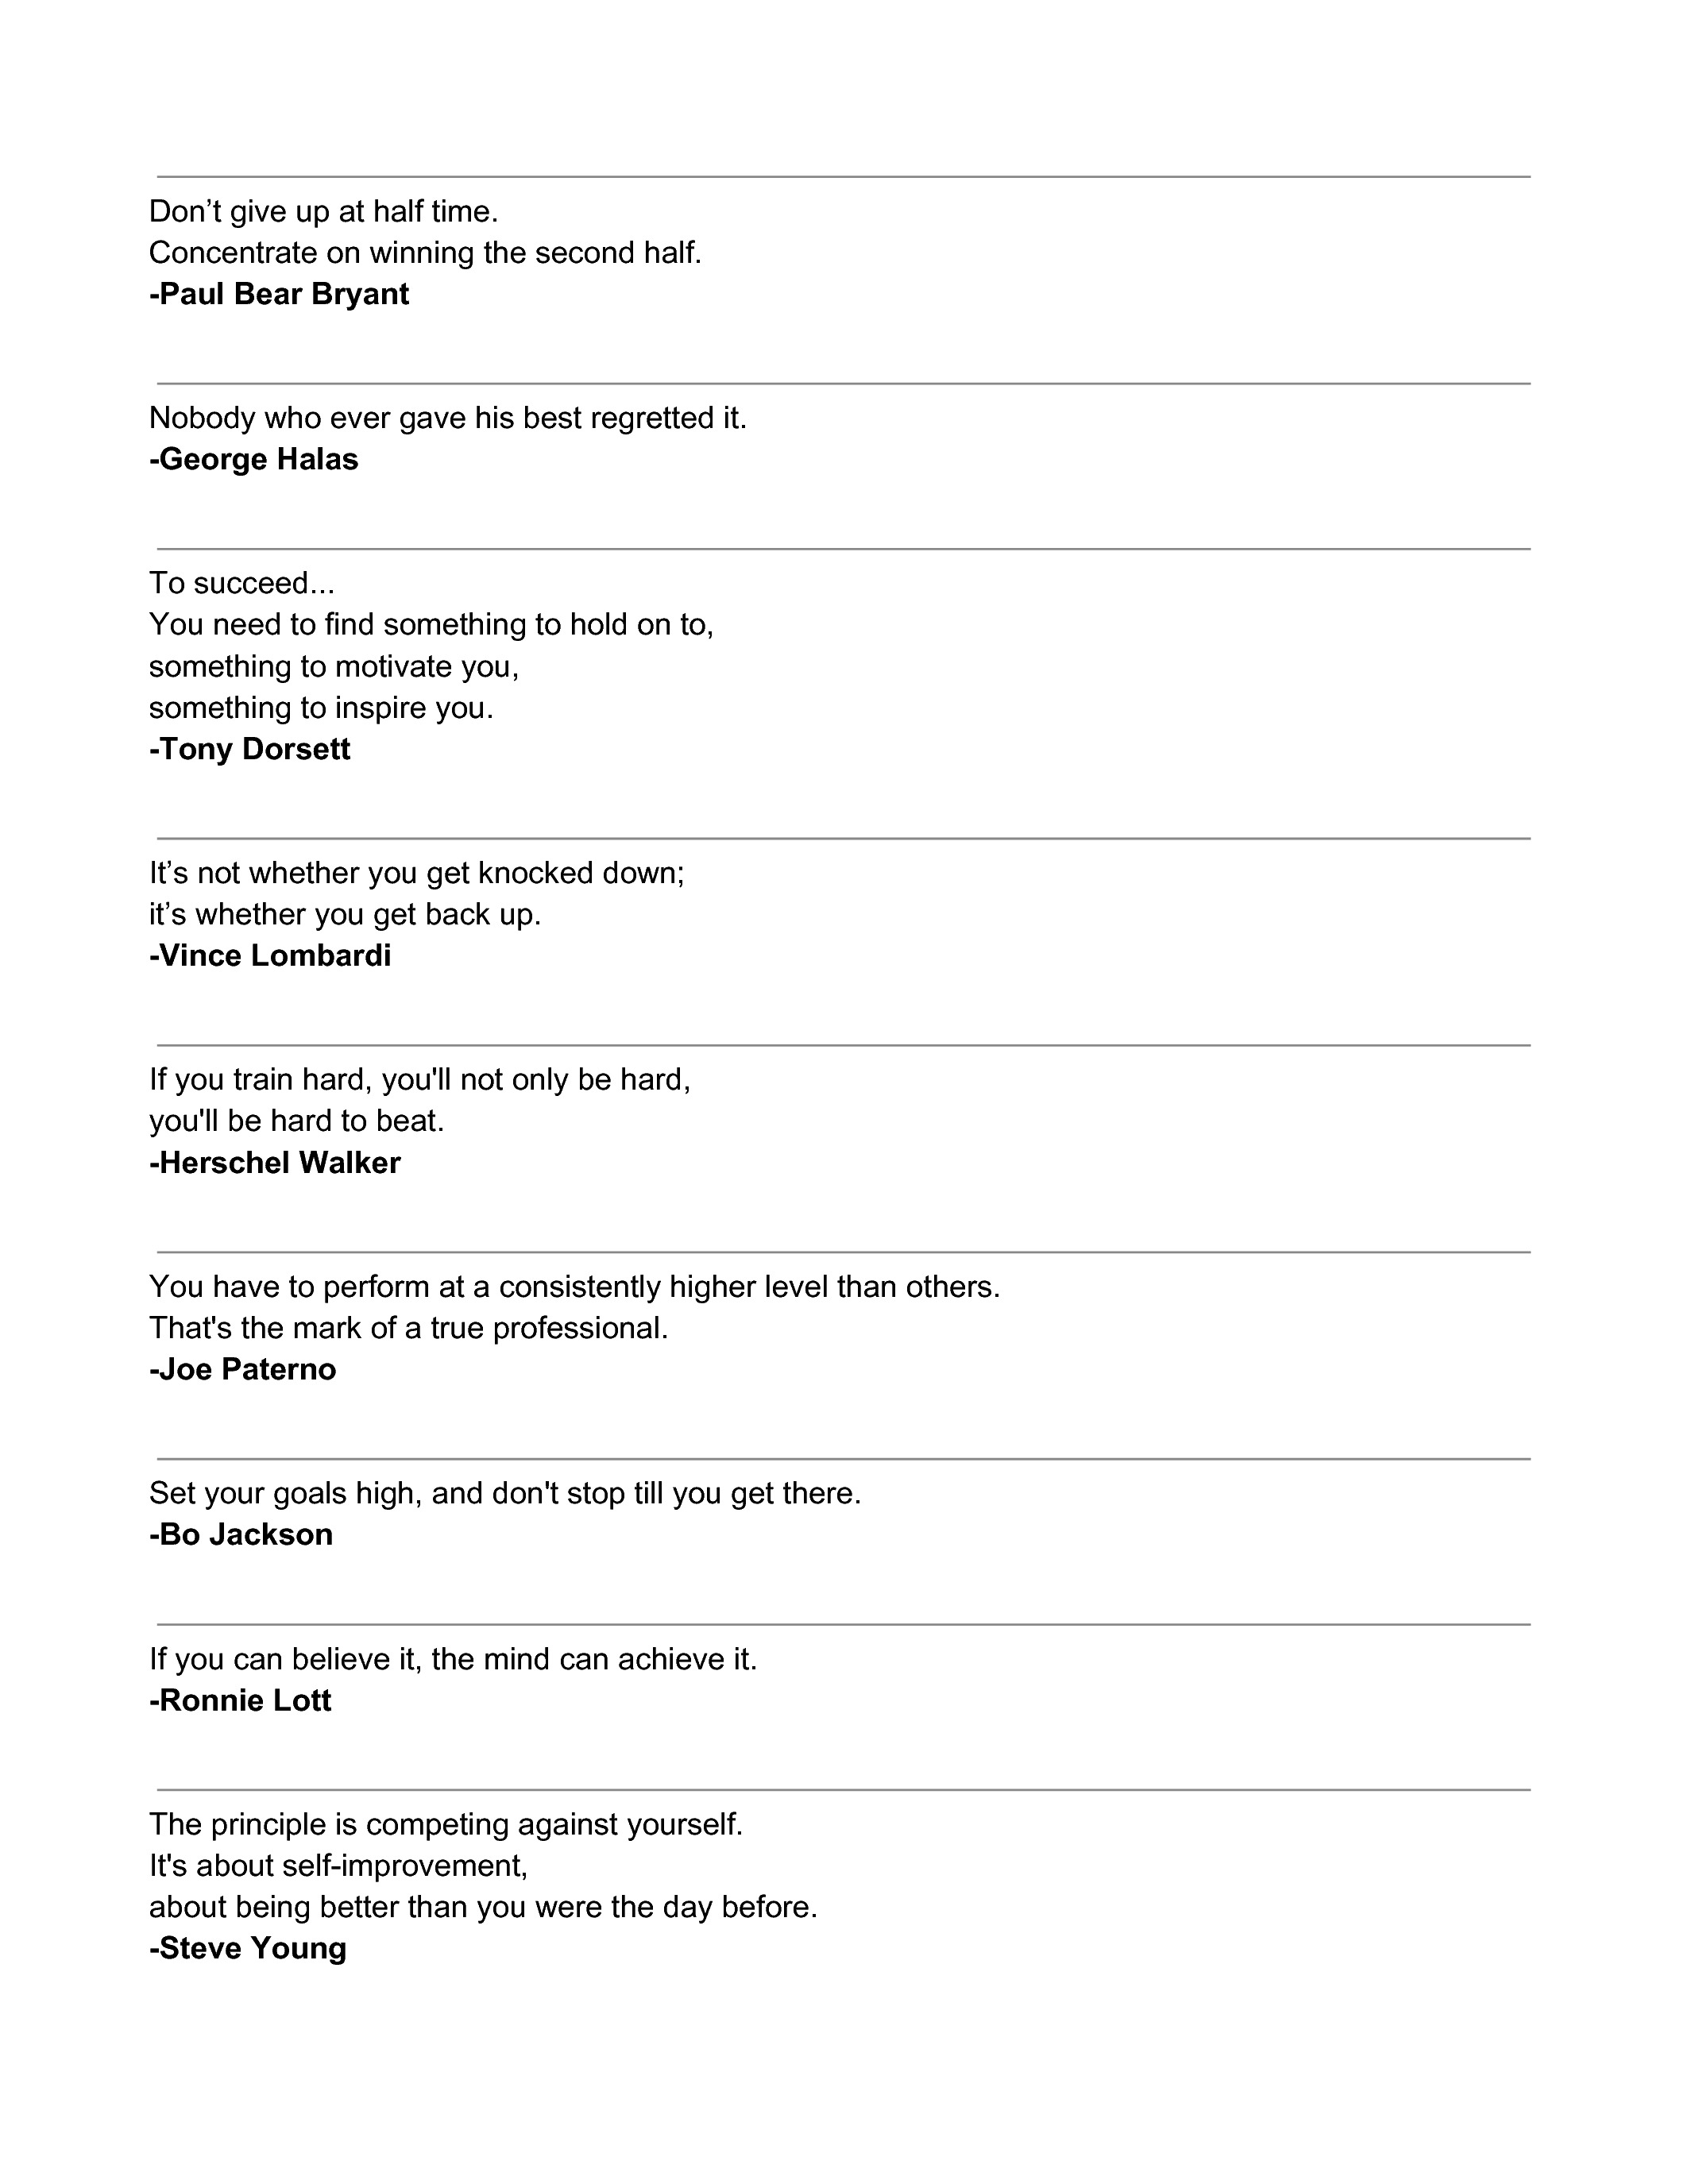 Don’t give up at half time.
Concentrate on winning the second half.
-Paul Bear Bryant
Nobody who ever gave his best regretted it.
-George Halas
To succeed...
You need to find something to hold on to,
something to motivate you,
something to inspire you.
-Tony Dorsett
It’s not whether you get knocked down;
it’s whether you get back up.
-Vince Lombardi
If you train hard, you'll not only be hard,
you'll be hard to beat.
-Herschel Walker
You have to perform at a consistently higher level than others.
That's the mark of a true professional.
-Joe Paterno
Set your goals high, and don't stop till you get there.
-Bo Jackson
If you can believe it, the mind can achieve it.
-Ronnie Lott
The principle is competing against yourself.
It's about self-improvement,
about being better than you were the day before.
-Steve Young